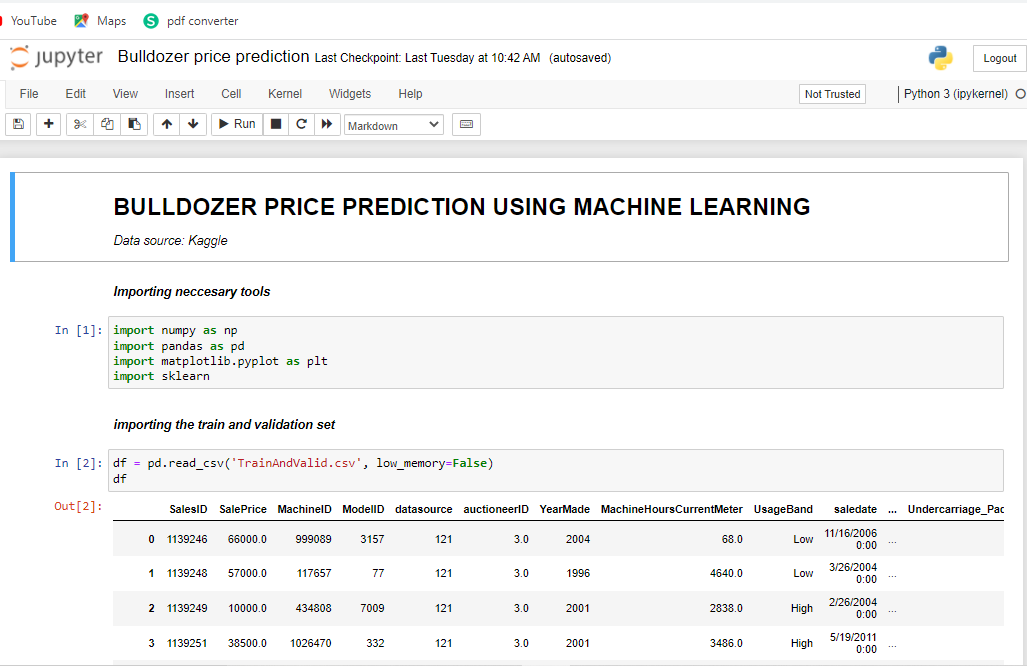 YouTube Maps S pdf converter
jupyter Bulldozer price prediction Last Checkpoint: Last Tuesday at 10:42 AM (autosaved) Logout
File Edit View Insert Cell Kernel Widgets Help Not Trusted Python 3 (ipykernel)
Run Markdown
BULLDOZER PRICE PREDICTION USING MACHINE LEARNING
Data source: Kaggle
Importing neccesary tools
In [1]: import numpy as np
import pandas as pd
import matplotlib.pyplot as plt
import sklearn
importing the train and validation set
In [2]: df = pd.read_csv('TrainAndValid.csv', low_memory=False)
df
Out[2]:
SalesID SalePrice MachineID ModelID datasource auctioneerID YearMade MachineHoursCurrentMeter UsageBand saledate ... Undercarriage_Pac
0 1139246 66000.0 999089 3157 121 3.0 2004 68.0 Low 11/16/2006 0:00 ...
1 1139248 57000.0 117657 77 121 3.0 1996 4640.0 Low 3/26/2004 0:00 ...
2 1139249 10000.0 434808 7009 121 3.0 2001 2838.0 High 2/26/2004 0:00 ...
3 1139251 38500.0 1026470 332 121 3.0 2001 3486.0 High 5/19/2011 0:00 ...